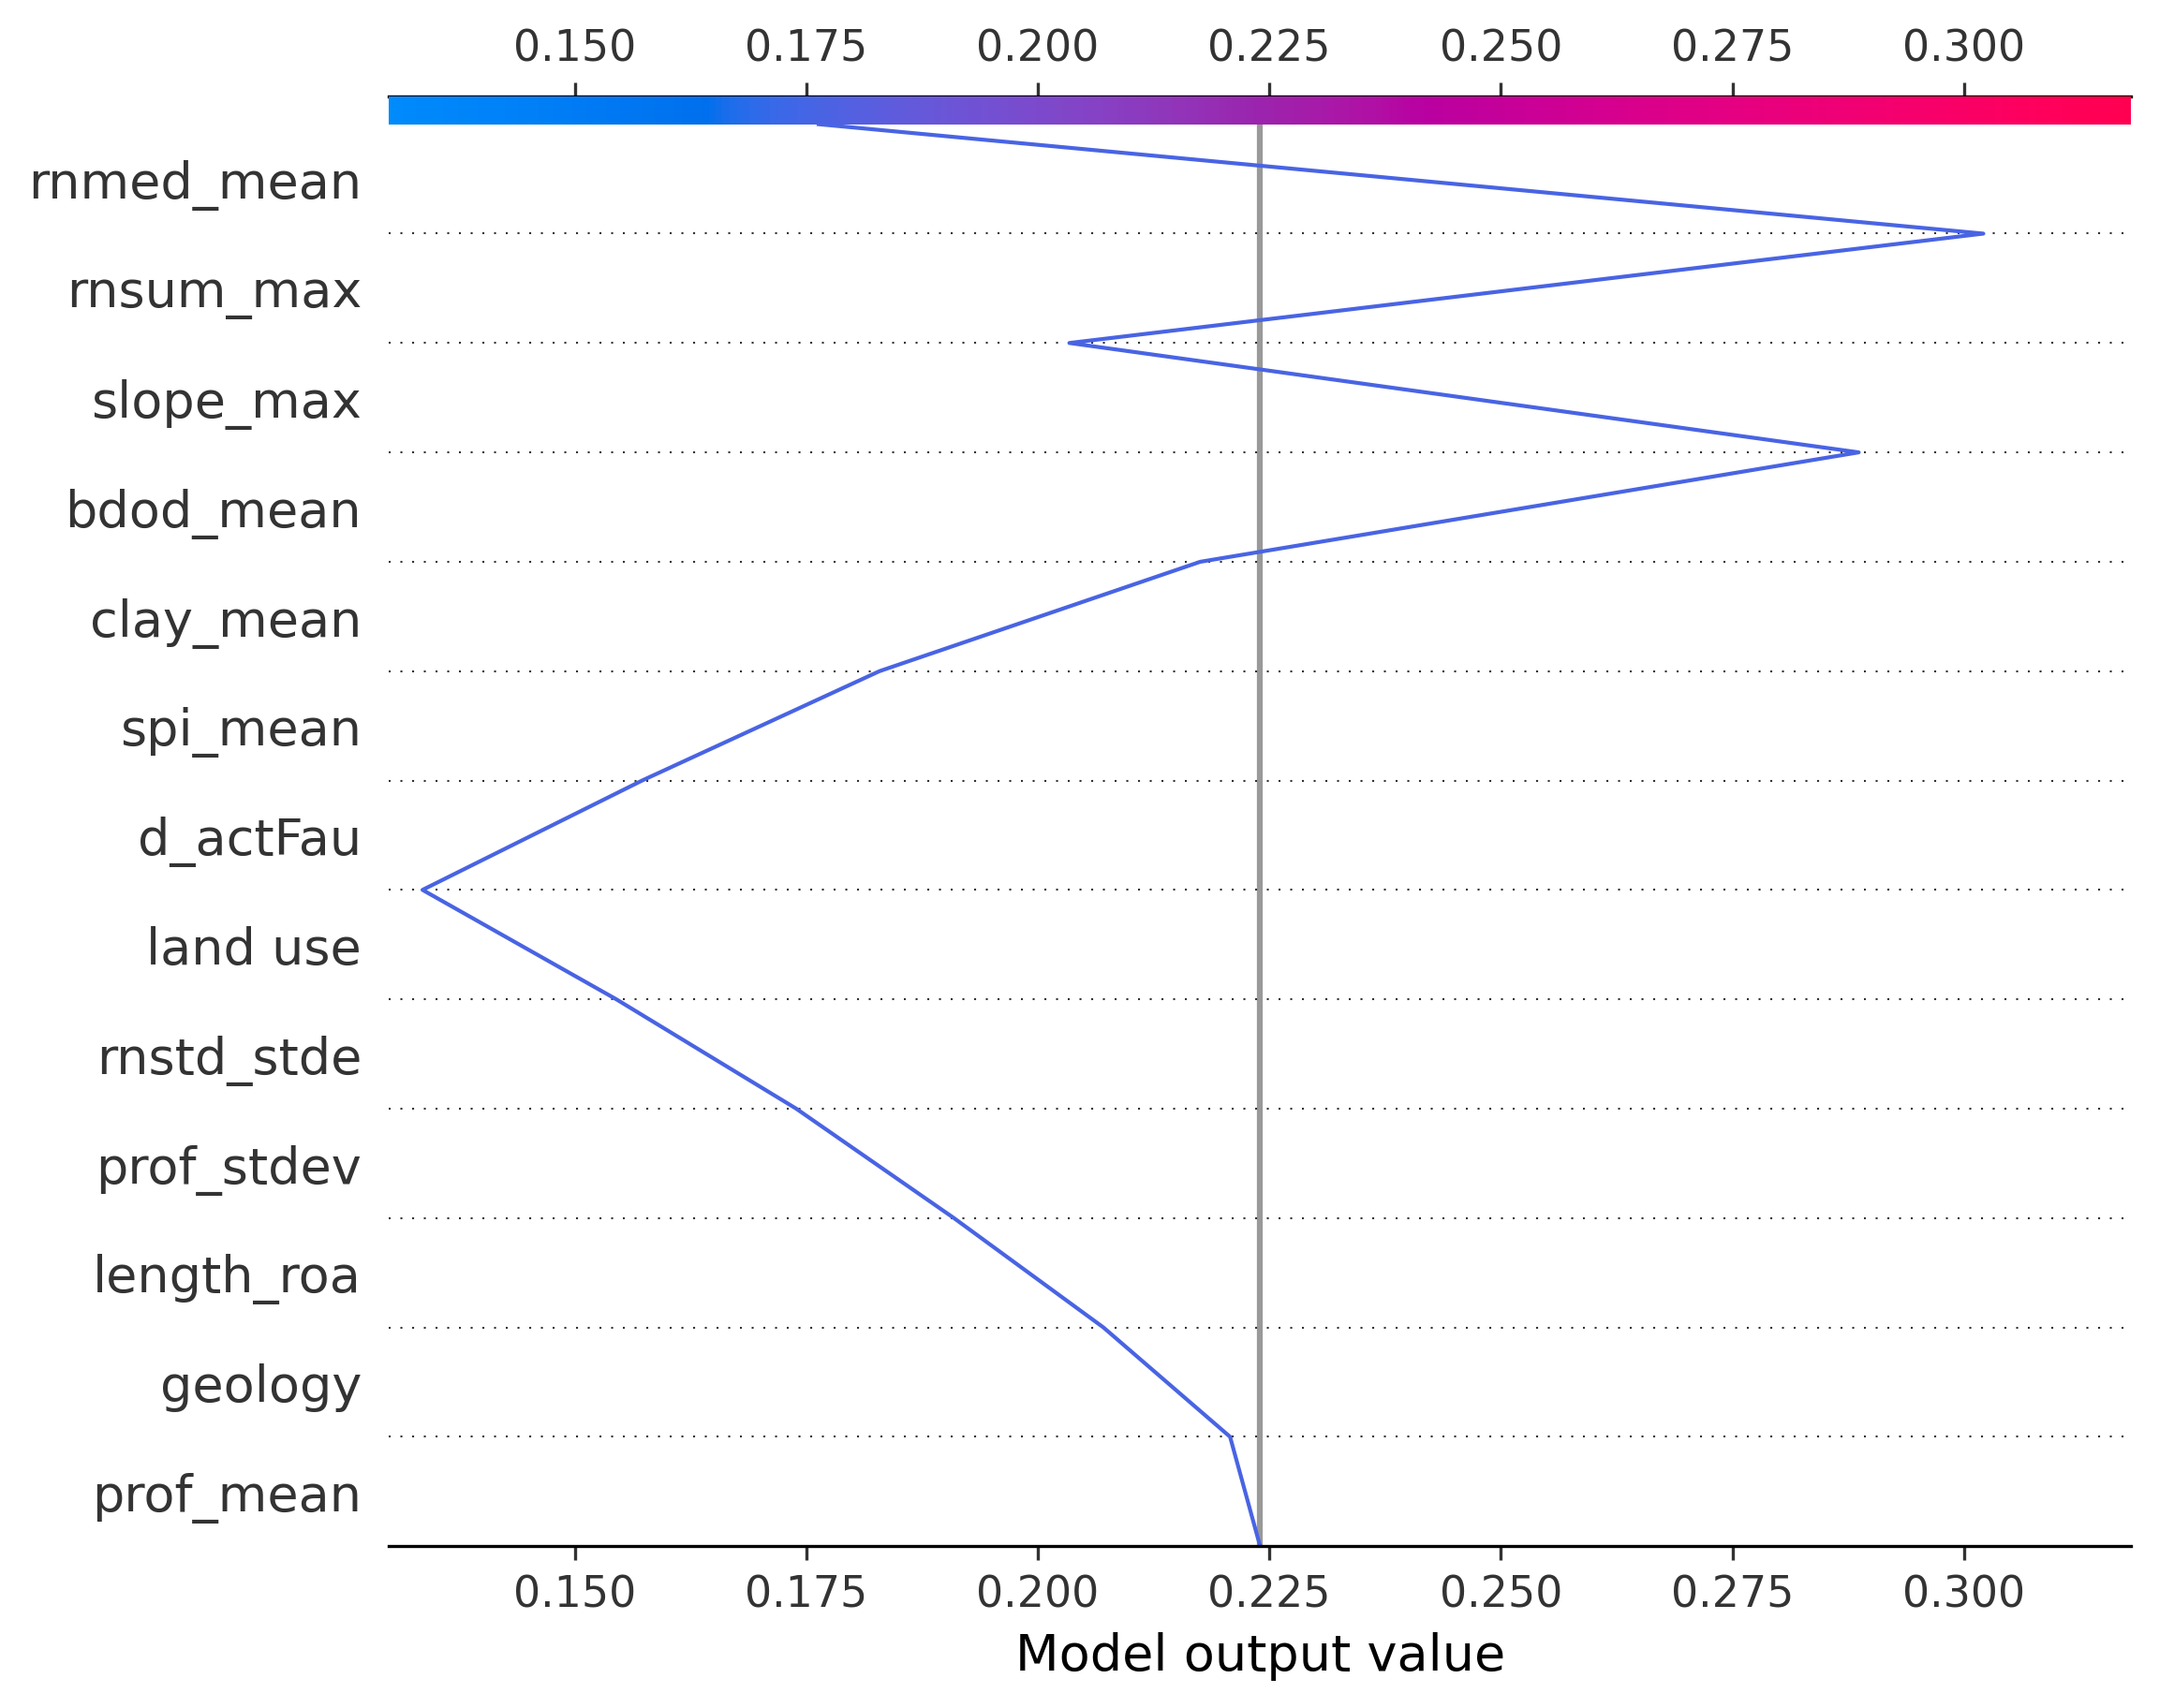 0.150 0.175 0.200 0.225 0.250 0.275 0.300
rnmed_mean
rnsum_max
slope_max
bdod_mean
clay_mean
spi_mean
d_actFau
land use
rnstd_stde
prof_stdev
length_roa
geology
prof_mean
0.150 0.175 0.200 0.225 0.250 0.275 0.300
Model output value